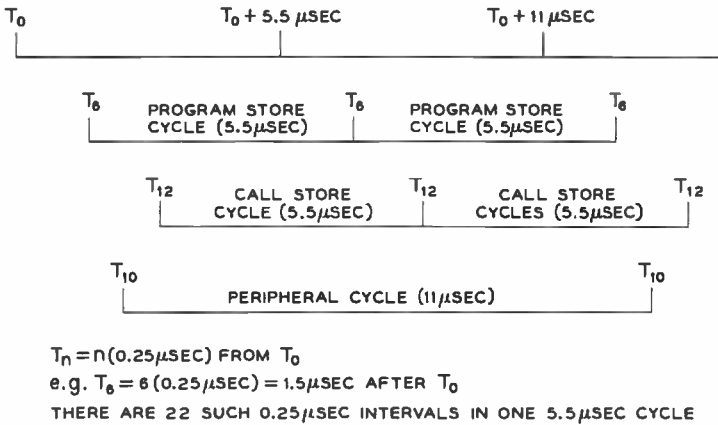 T₀ T₀ + 5.5 μSEC T₀ + 11 μSEC
T₆ PROGRAM STORE T₆ PROGRAM STORE T₆
CYCLE (5.5μSEC) CYCLE (5.5μSEC)
T₁₂ CALL STORE T₁₂ CALL STORE T₁₂
CYCLE (5.5μSEC) CYCLES (5.5μSEC)
T₁₀ T₁₀
PERIPHERAL CYCLE (11μSEC)
Tₙ = n(0.25μSEC) FROM T₀
e.g. T₆ = 6 (0.25μSEC) = 1.5μSEC AFTER T₀
THERE ARE 22 SUCH 0.25μSEC INTERVALS IN ONE 5.5μSEC CYCLE